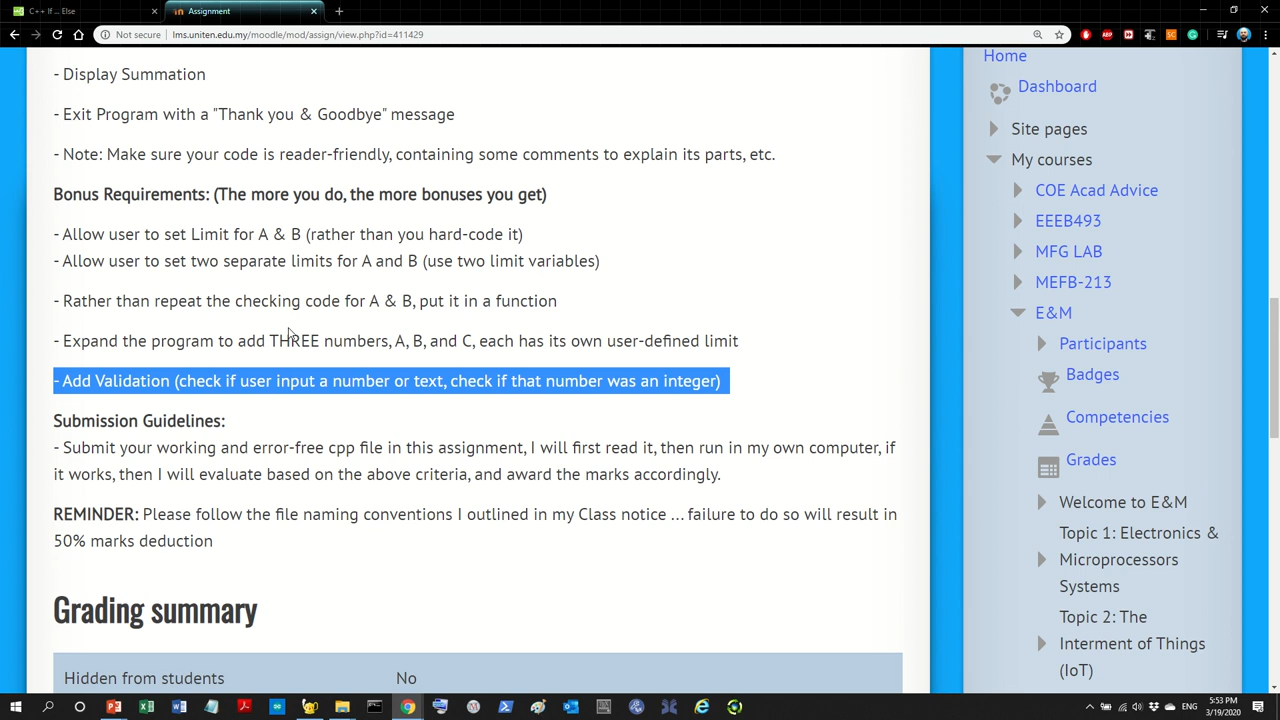 C++ If ... Else
Assignment
Not secure
lms.uniten.edu.my/moodle/mod/assign/view.php?id=411429
- Display Summation
- Exit Program with a "Thank you & Goodbye" message
- Note: Make sure your code is reader-friendly, containing some comments to explain its parts, etc.
Bonus Requirements: (The more you do, the more bonuses you get)
- Allow user to set Limit for A & B (rather than you hard-code it)
- Allow user to set two separate limits for A and B (use two limit variables)
- Rather than repeat the checking code for A & B, put it in a function
- Expand the program to add THREE numbers, A, B, and C, each has its own user-defined limit
- Add Validation (check if user input a number or text, check if that number was an integer)
Submission Guidelines:
- Submit your working and error-free cpp file in this assignment, I will first read it, then run in my own computer, if
it works, then I will evaluate based on the above criteria, and award the marks accordingly.
REMINDER: Please follow the file naming conventions I outlined in my Class notice ... failure to do so will result in
50% marks deduction
Grading summary
Hidden from students No
Home
Dashboard
Site pages
My courses
COE Acad Advice
EEEB493
MFG LAB
MEFB-213
E&M
Participants
Badges
Competencies
Grades
Welcome to E&M
Topic 1: Electronics &
Microprocessors
Systems
Topic 2: The
Interment of Things
(IoT)
5:53 PM
3/19/2020